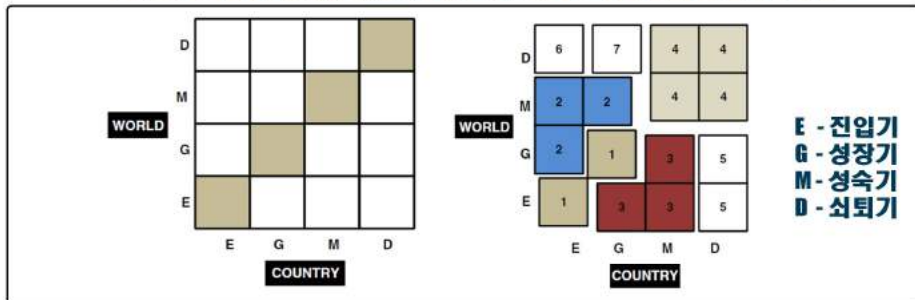 D
M
WORLD
G
E
E G M D
COUNTRY
D 6 7 4 4
M 2 2 4 4
WORLD
G 2 1 3 5
E 1 3 3 5
E G M D
COUNTRY
E - 진입기
G - 성장기
M - 성숙기
D - 쇠퇴기